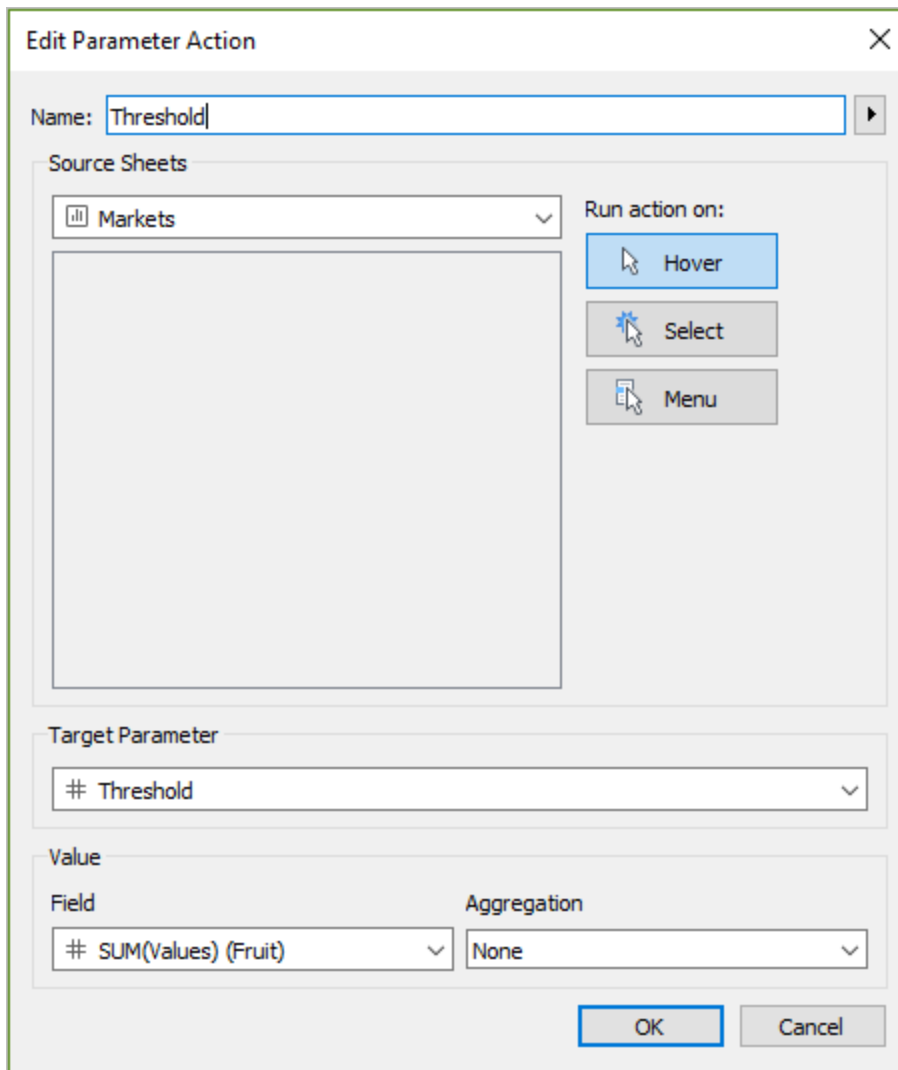 Edit Parameter Action
Name: Threshold
Source Sheets
Markets
Run action on:
Hover
Select
Menu
Target Parameter
Threshold
Value
Field
Aggregation
SUM(Values) (Fruit)
None
OK
Cancel